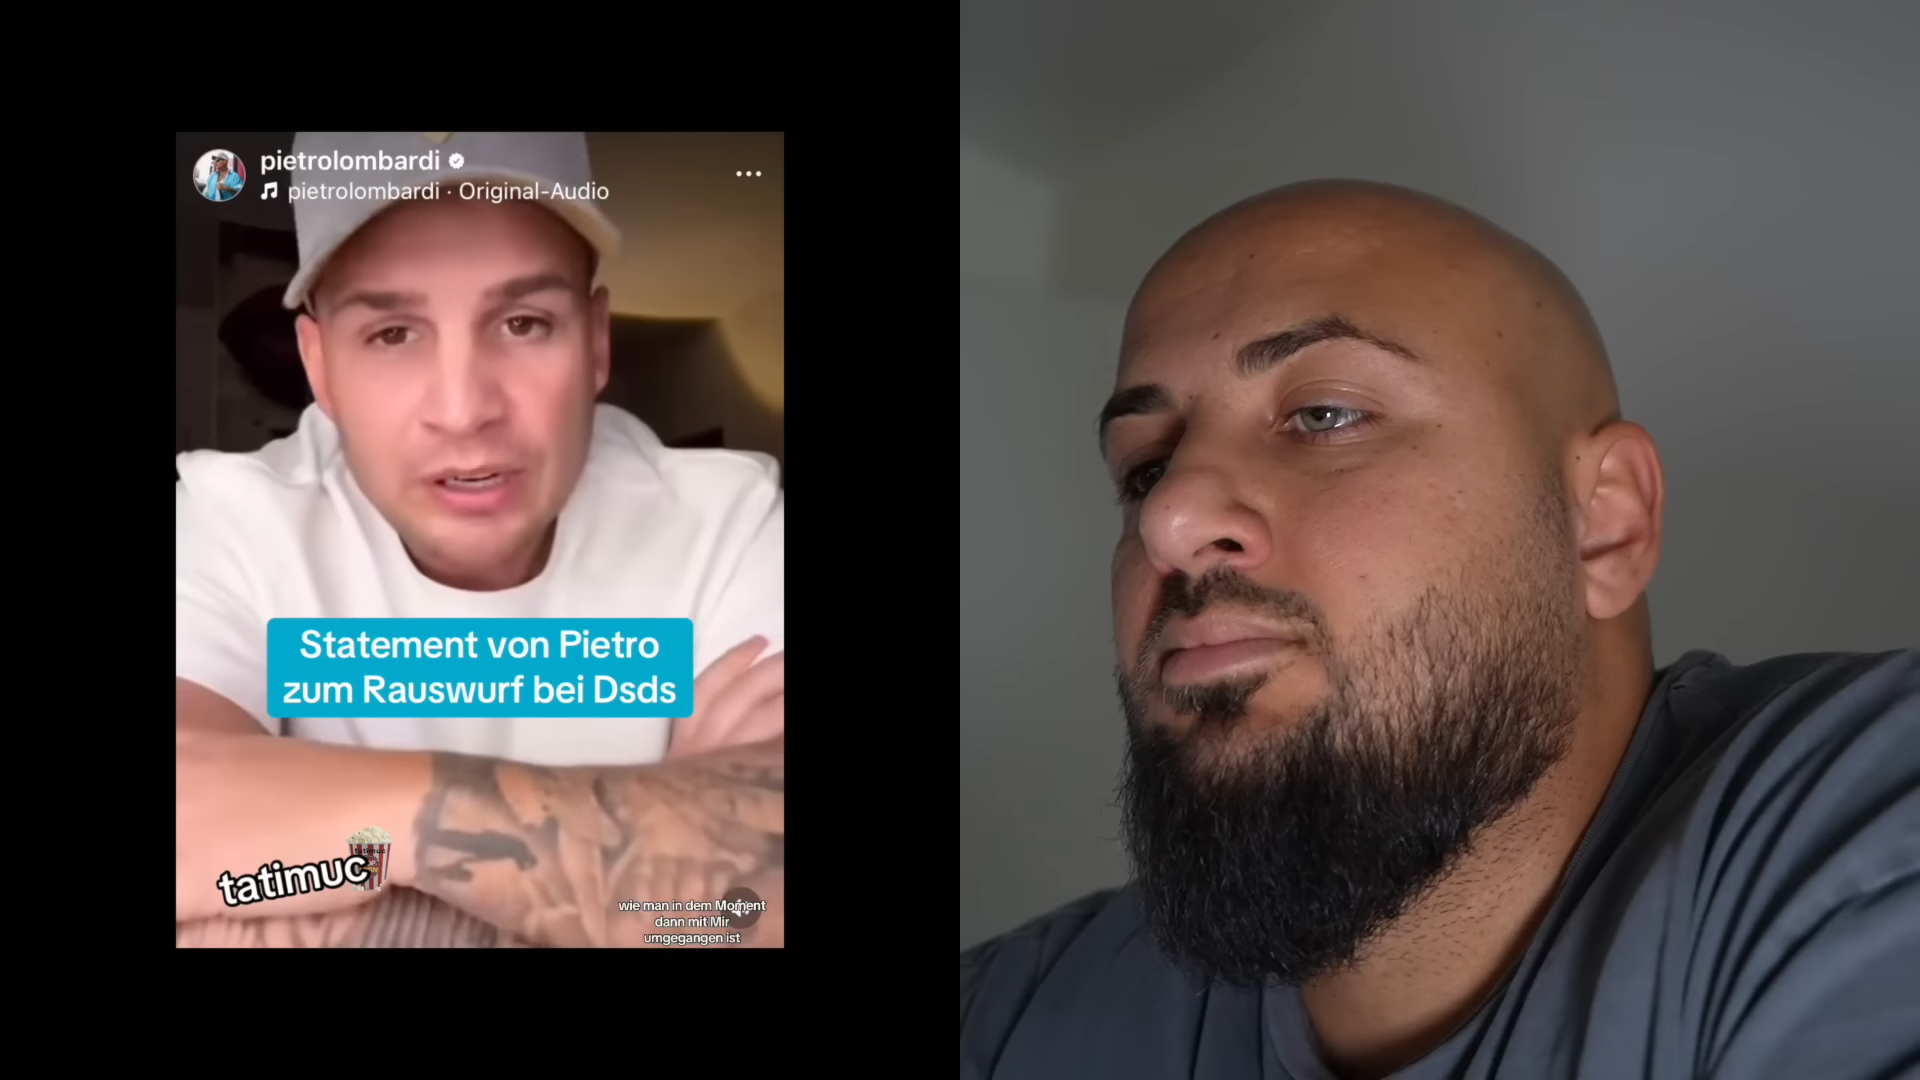 pietrolombardi
pietrolombardi · Original-Audio
Statement von Pietro
zum Rauswurf bei Dsds
tatimuc
wie man in dem Moment
dann mit Mir
umgegangen ist